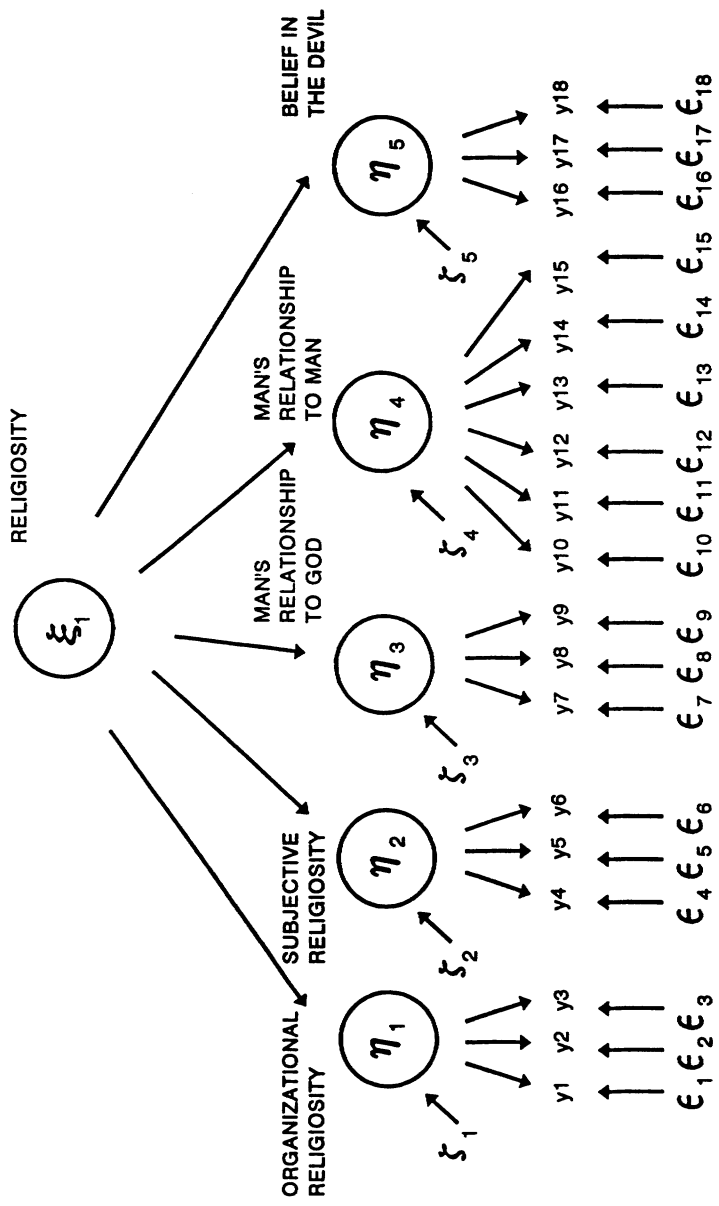 RELIGIOSITY
ξ₁
ORGANIZATIONAL
RELIGIOSITY
SUBJECTIVE
RELIGIOSITY
MAN'S
RELATIONSHIP
TO GOD
MAN'S
RELATIONSHIP
TO MAN
BELIEF IN
THE DEVIL
η₁ η₂ η₃ η₄ η₅
ζ₁ ζ₂ ζ₃ ζ₄ ζ₅
y1 y2 y3 y4 y5 y6 y7 y8 y9 y10 y11 y12 y13 y14 y15 y16 y17 y18
ϵ₁ ϵ₂ ϵ₃ ϵ₄ ϵ₅ ϵ₆ ϵ₇ ϵ₈ ϵ₉ ϵ₁₀ ϵ₁₁ ϵ₁₂ ϵ₁₃ ϵ₁₄ ϵ₁₅ ϵ₁₆ ϵ₁₇ ϵ₁₈